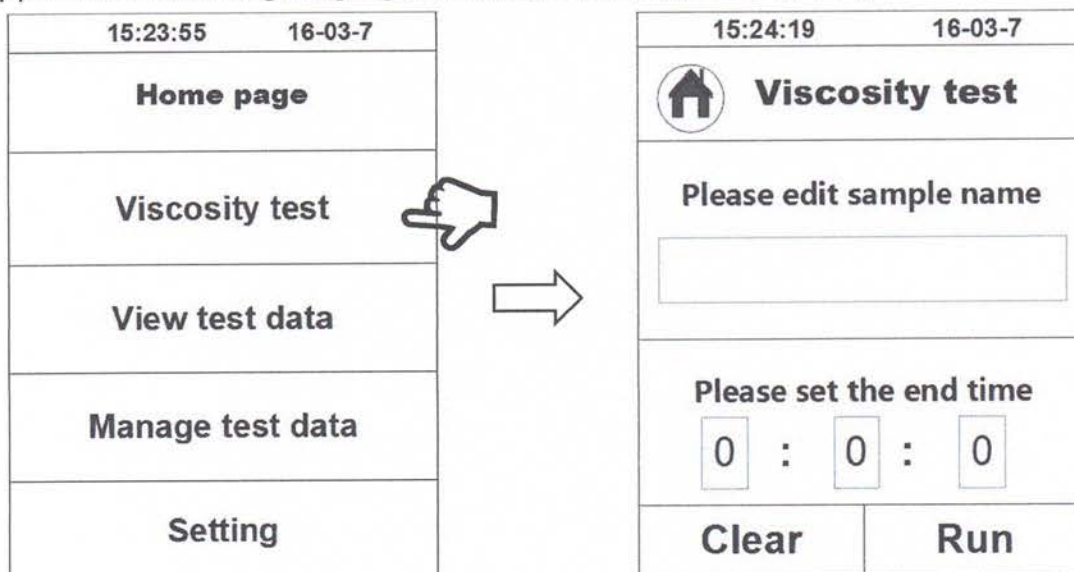 15:23:55 16-03-7
Home page
Viscosity test
View test data
Manage test data
Setting
15:24:19 16-03-7
Viscosity test
Please edit sample name
Please set the end time
0 : 0 : 0
Clear Run